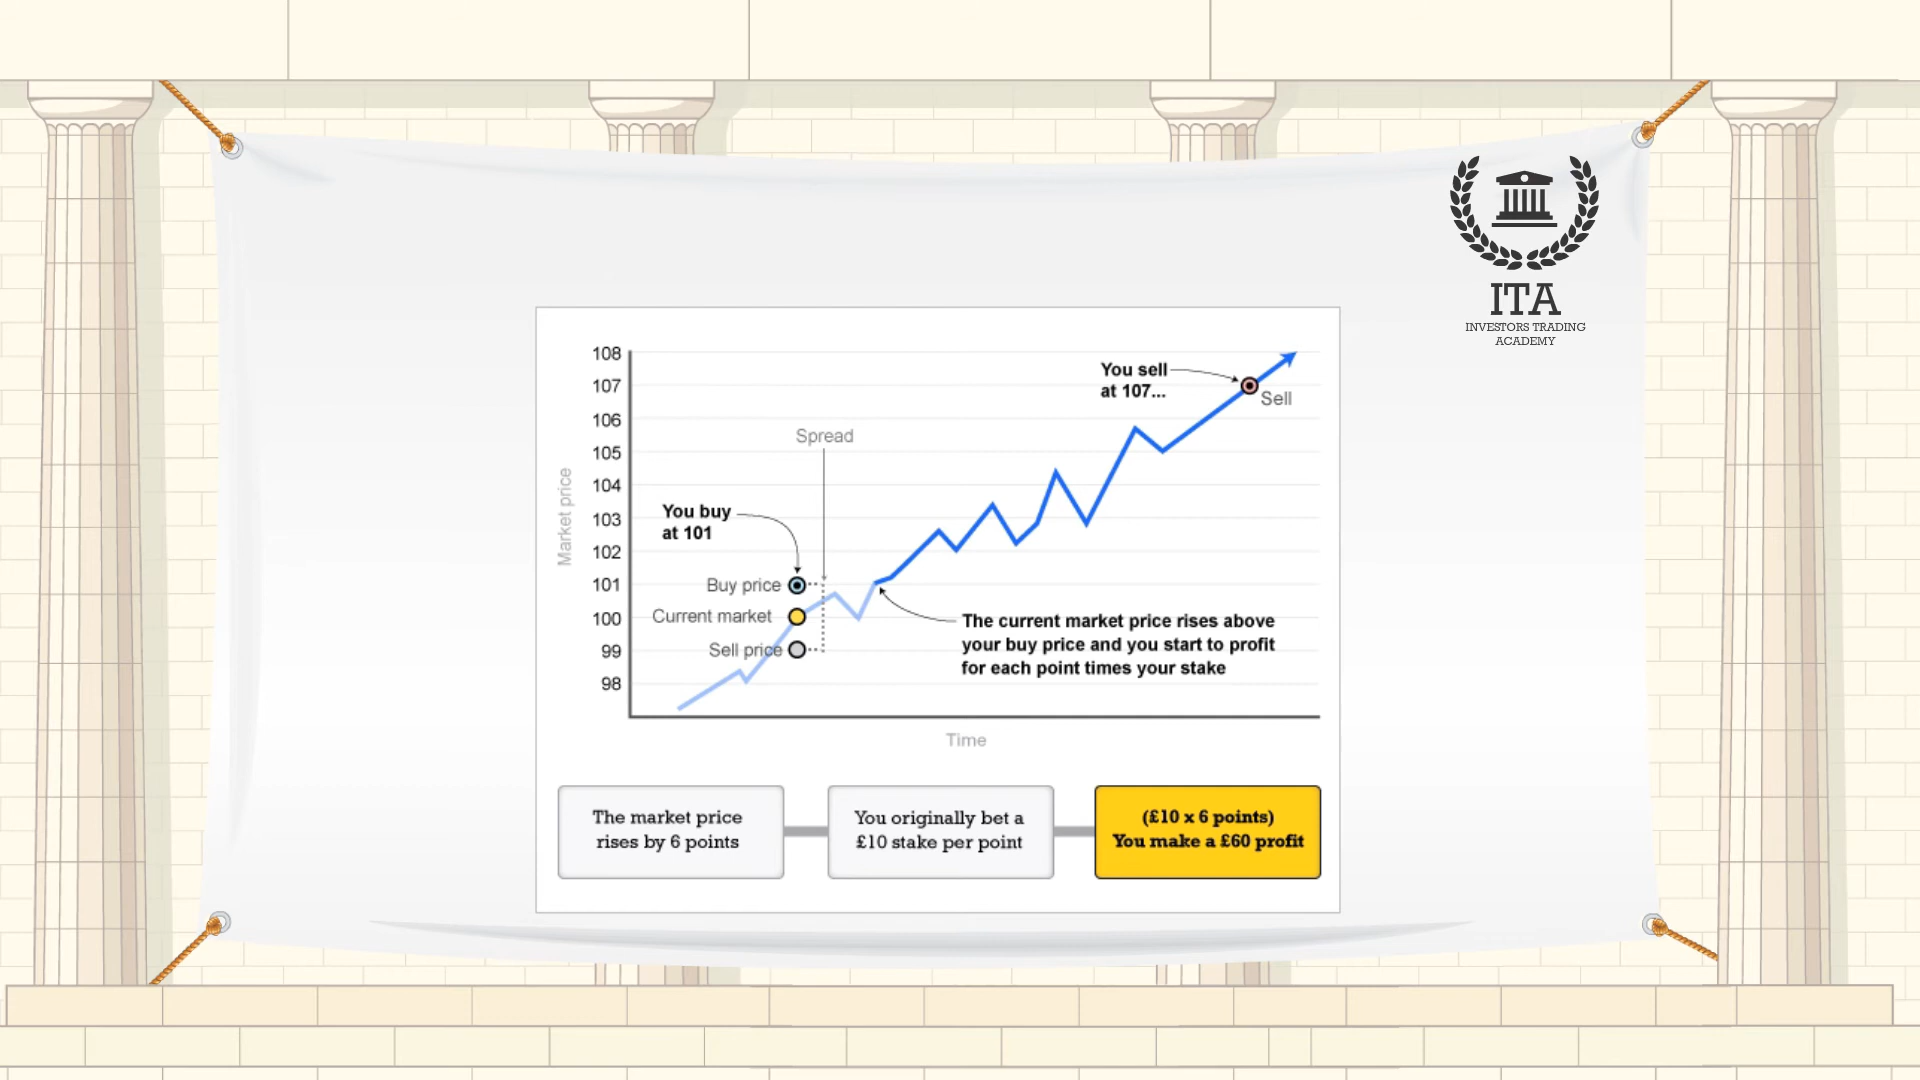 ITA
INVESTORS TRADING
ACADEMY
108
107
106
105
104
103
102
101
100
99
98
Market price
Time
You sell
at 107...
Sell
Spread
You buy
at 101
Buy price
Current market
Sell price
The current market price rises above
your buy price and you start to profit
for each point times your stake
The market price
rises by 6 points
You originally bet a
£10 stake per point
(£10 x 6 points)
You make a £60 profit